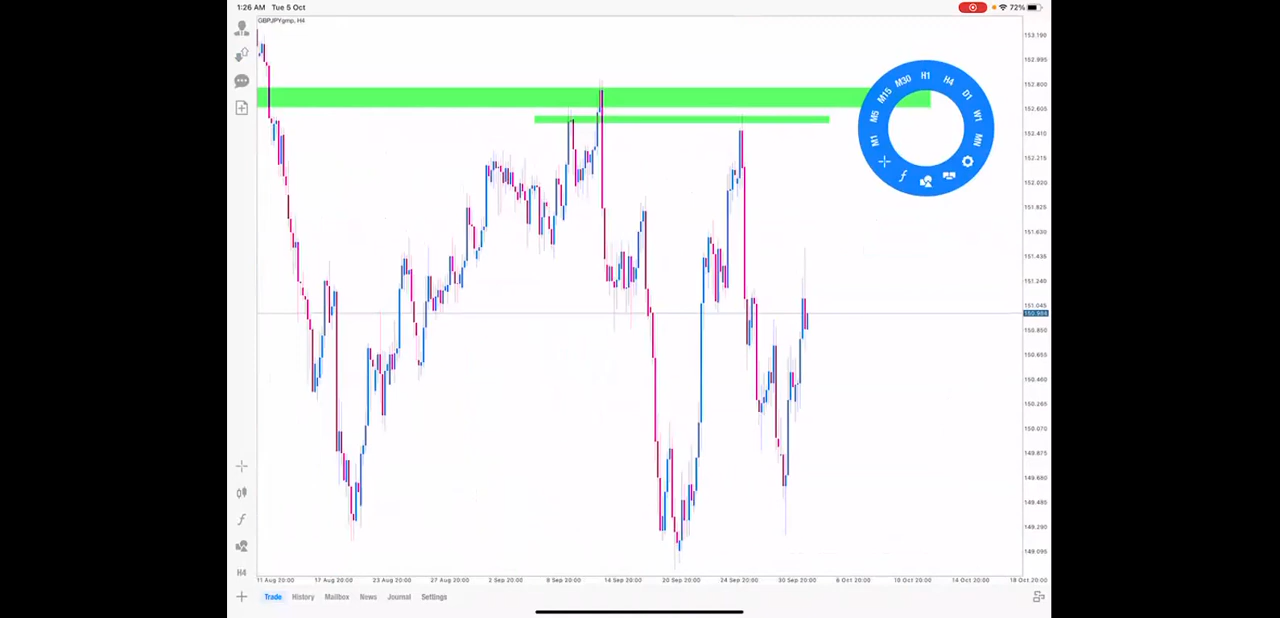 1:26 AM Tue 5 Oct
72%
GBPJPYgmp, H4
153.190
152.995
152.800
152.605
152.410
152.215
152.030
151.825
151.630
151.435
151.240
151.045
150.984
150.850
150.655
150.460
150.265
150.070
149.875
149.680
149.485
149.290
149.095
M1
M5
M15
M30
H1
H4
D1
W1
MN
H4
11 Aug 20:00
17 Aug 20:00
23 Aug 20:00
27 Aug 20:00
2 Sep 20:00
8 Sep 20:00
14 Sep 20:00
20 Sep 20:00
24 Sep 20:00
30 Sep 20:00
6 Oct 20:00
10 Oct 20:00
14 Oct 20:00
18 Oct 20:00
Trade History Mailbox News Journal Settings